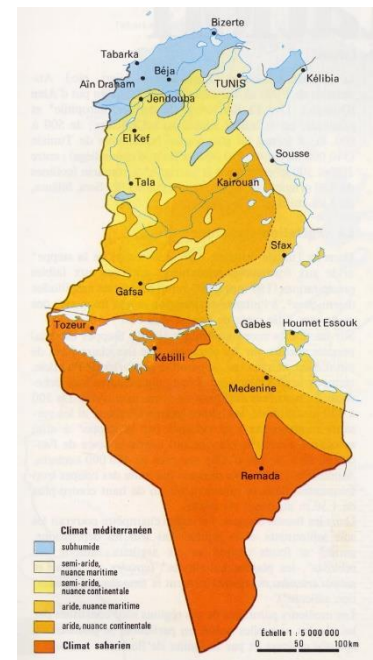 Bizerte
Tabarka
Béja
Aïn Draham
TUNIS
Kélibia
Jendouba
El Kef
Sousse
Tala
Kairouan
Sfax
Gafsa
Tozeur
Gabès
Houmet Essouk
Kébilli
Medenine
Remada
Climat méditerranéen
subhumide
semi-aride,
nuance maritime
semi-aride,
nuance continentale
aride, nuance maritime
aride, nuance continentale
Climat saharien
Échelle 1 : 5 000 000
0 50 100km